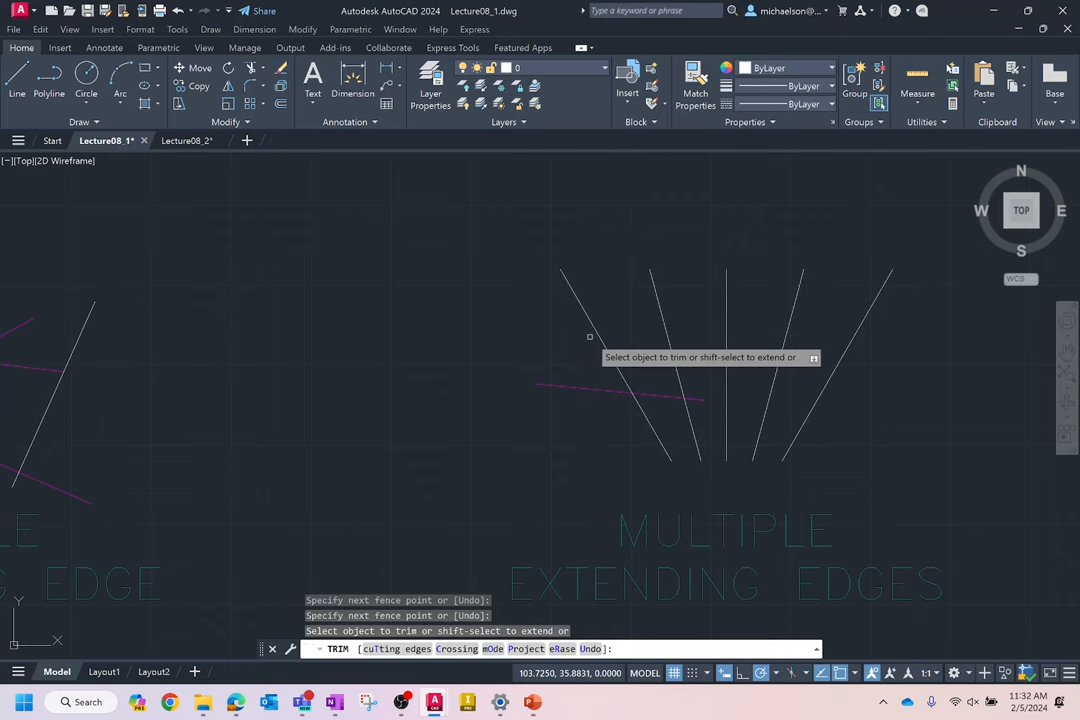 Autodesk AutoCAD 2024 Lecture08_1.dwg
Share
Type a keyword or phrase
michaelson@...
File Edit View Insert Format Tools Draw Dimension Modify Parametric Window Help Express
Home Insert Annotate Parametric View Manage Output Add-ins Collaborate Express Tools Featured Apps
Line Polyline Circle Arc
Move
Copy
Text Dimension
Layer Properties
0
Insert
Match Properties
ByLayer
ByLayer
ByLayer
Group
Measure
Paste
Base
Draw Modify Annotation Layers Block Properties Groups Utilities Clipboard View
Start Lecture08_1* Lecture08_2*
[−][Top][2D Wireframe]
N
W TOP E
S
WCS
Select object to trim or shift-select to extend or
LE
G EDGE
MULTIPLE
EXTENDING EDGES
Y
X
Specify next fence point or [Undo]:
Specify next fence point or [Undo]:
Select object to trim or shift-select to extend or
TRIM [cuTting edges Crossing mOde Project eRase Undo]:
Model Layout1 Layout2
103.7250, 35.8831, 0.0000 MODEL
Search
11:32 AM
2/5/2024